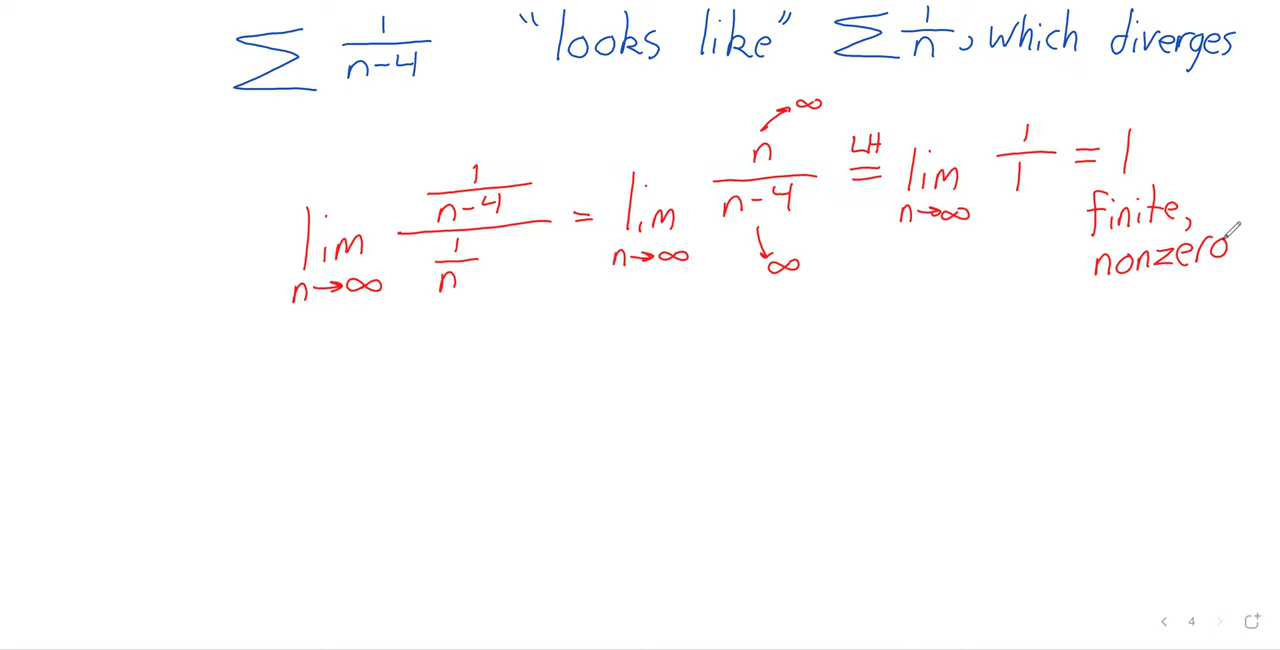 ∑ 1/(n-4) "looks like" ∑ 1/n, which diverges
lim n→∞ (1/(n-4))/(1/n) = lim n→∞ n→∞/(n-4)→∞ LH= lim n→∞ 1/1 = 1
finite,
nonzero
4